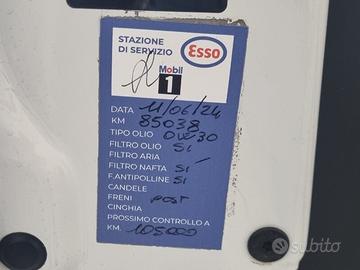 STAZIONE
DI SERVIZIO
Esso
Mobil
1
DATA 11/06/24
KM 85038
TIPO OLIO 0W30
FILTRO OLIO SI
FILTRO ARIA
FILTRO NAFTA SI
F.ANTIPOLLINE SI
CANDELE
FRENI POST
CINGHIA
PROSSIMO CONTROLLO A
KM. 105000
subito